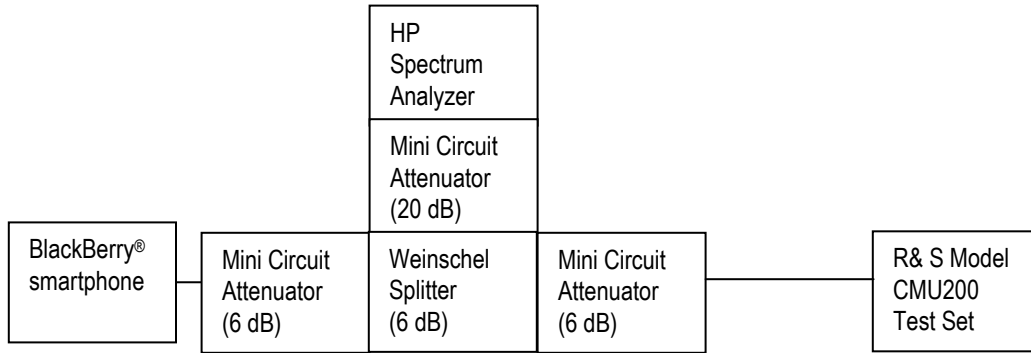 HP
Spectrum
Analyzer
Mini Circuit
Attenuator
(20 dB)
BlackBerry®
smartphone
Mini Circuit
Attenuator
(6 dB)
Weinschel
Splitter
(6 dB)
Mini Circuit
Attenuator
(6 dB)
R& S Model
CMU200
Test Set